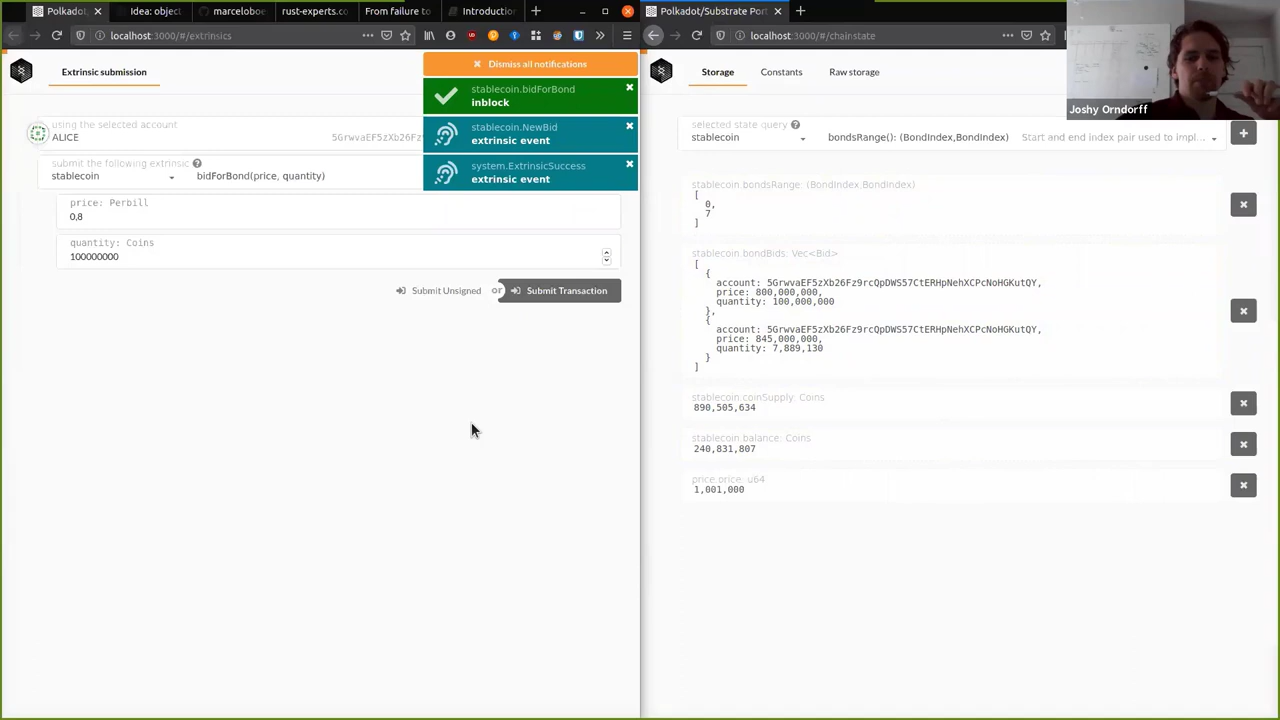 Polkadot,
Idea: object
marceloboe
rust-experts.co
From failure to
Introduction
localhost:3000/#/extrinsics
Extrinsic submission
Dismiss all notifications
stablecoin.bidForBond
inblock
stablecoin.NewBid
extrinsic event
system.ExtrinsicSuccess
extrinsic event
using the selected account
ALICE
5GrwvaEF5zXb26Fz9rc
submit the following extrinsic
stablecoin
bidForBond(price, quantity)
price: Perbill
0,8
quantity: Coins
100000000
Submit Unsigned
or
Submit Transaction
Polkadot/Substrate Port
localhost:3000/#/chainstate
Storage
Constants
Raw storage
Joshy Orndorff
selected state query
stablecoin
bondsRange(): (BondIndex,BondIndex)
Start and end index pair used to impl...
stablecoin.bondsRange: (BondIndex,BondIndex)
[
0,
7
]
stablecoin.bondBids: Vec<Bid>
[
{
account: 5GrwvaEF5zXb26Fz9rcQpDWS57CtERHpNehXCPcNoHGKutQY,
price: 800,000,000,
quantity: 100,000,000
},
{
account: 5GrwvaEF5zXb26Fz9rcQpDWS57CtERHpNehXCPcNoHGKutQY,
price: 845,000,000,
quantity: 7,889,130
}
]
stablecoin.coinSupply: Coins
890,505,634
stablecoin.balance: Coins
240,831,807
price.price: u64
1,001,000